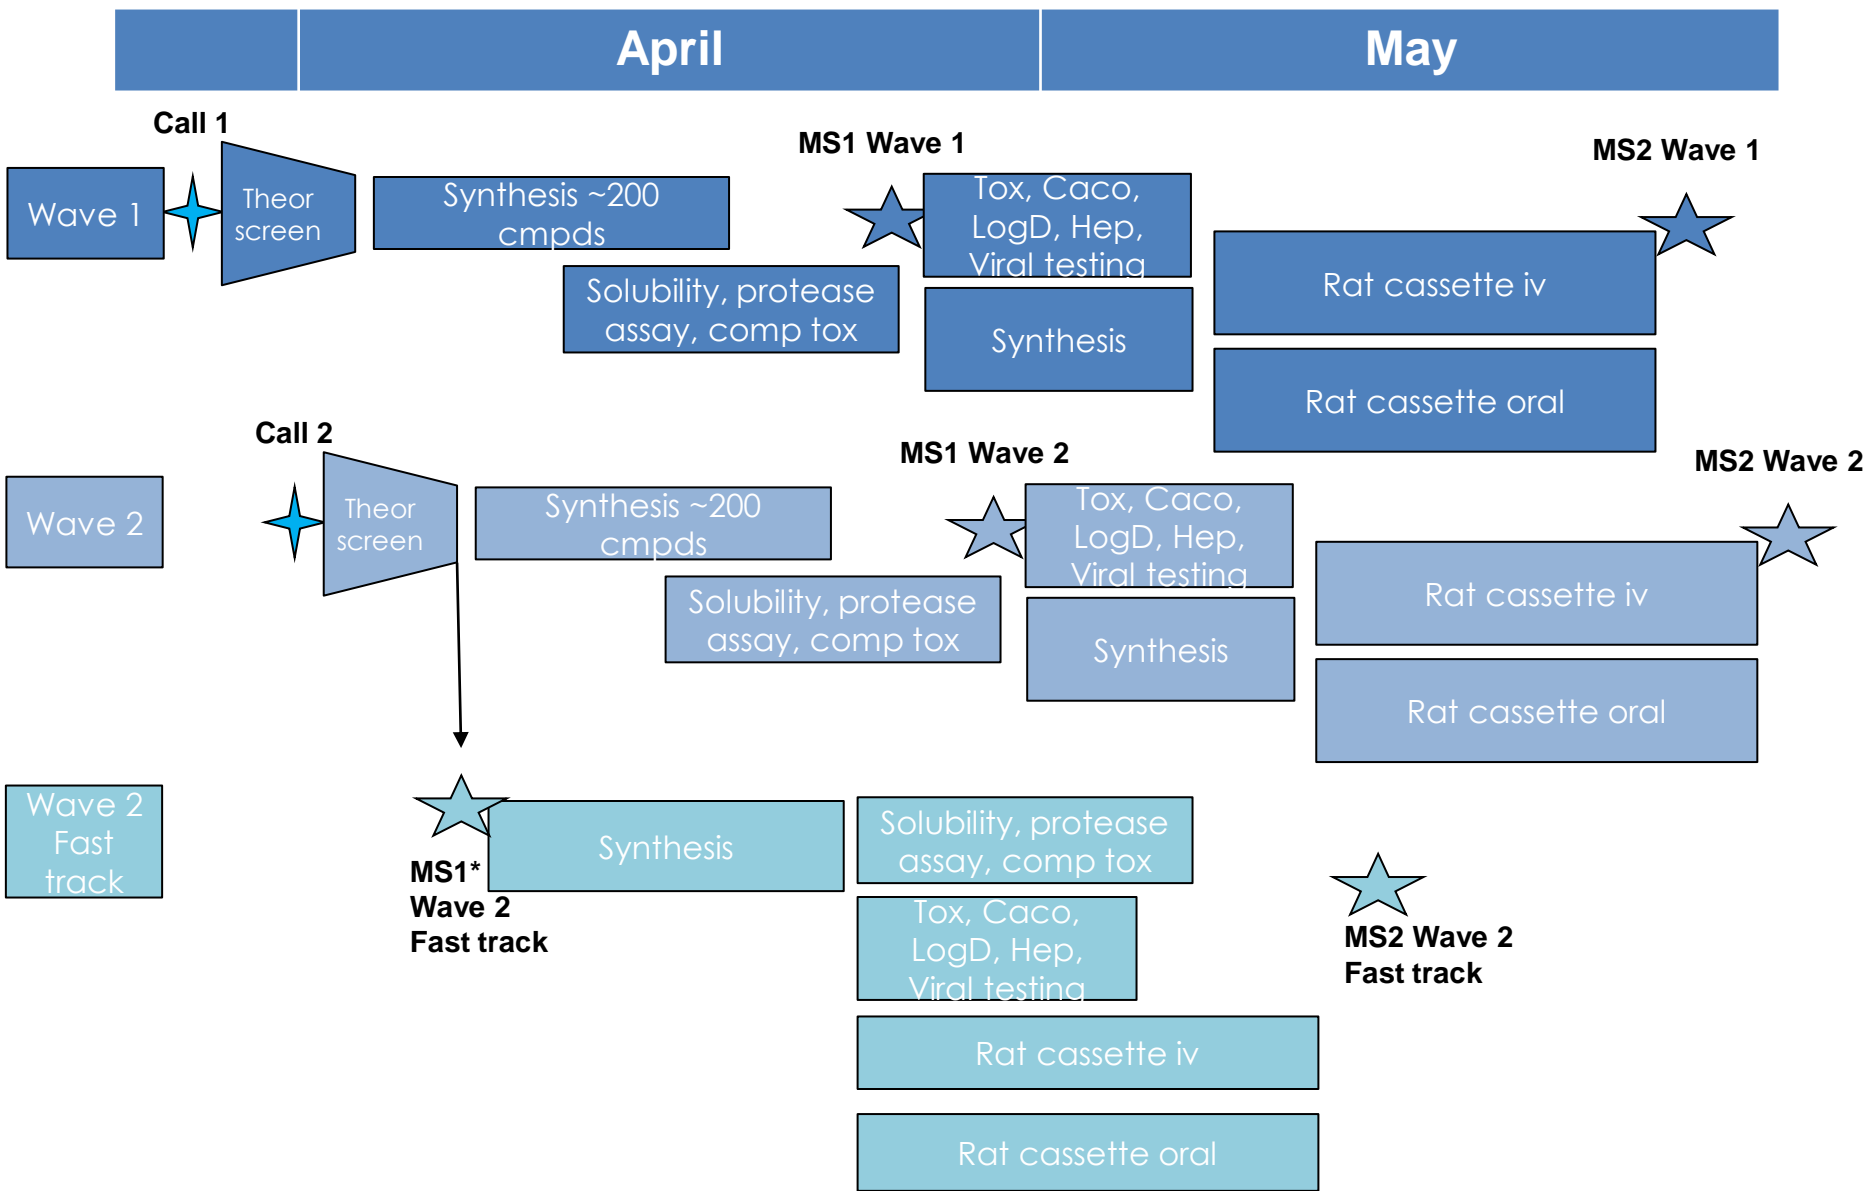 April
May
Call 1
MS1 Wave 1
MS2 Wave 1
Wave 1
Theor
screen
Synthesis ~200
cmpds
Solubility, protease
assay, comp tox
Tox, Caco,
LogD, Hep,
Viral testing
Synthesis
Rat cassette iv
Rat cassette oral
Call 2
MS1 Wave 2
MS2 Wave 2
Wave 2
Theor
screen
Synthesis ~200
cmpds
Solubility, protease
assay, comp tox
Tox, Caco,
LogD, Hep,
Viral testing
Synthesis
Rat cassette iv
Rat cassette oral
Wave 2
Fast
track
MS1*
Wave 2
Fast track
Synthesis
Solubility, protease
assay, comp tox
Tox, Caco,
LogD, Hep,
Viral testing
Rat cassette iv
Rat cassette oral
MS2 Wave 2
Fast track